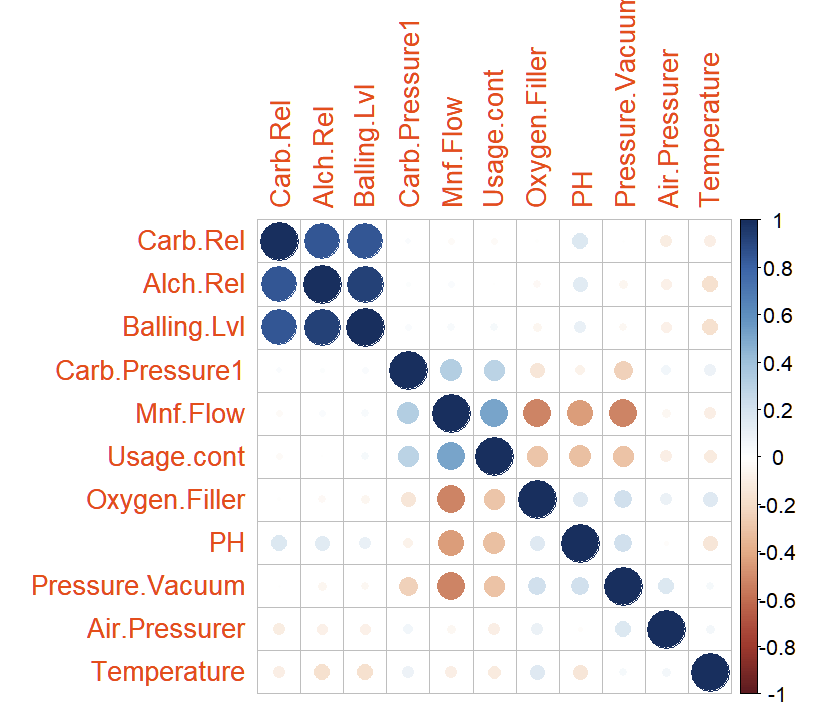 Carb.Rel
Alch.Rel
Balling.Lvl
Carb.Pressure1
Mnf.Flow
Usage.cont
Oxygen.Filler
PH
Pressure.Vacuum
Air.Pressurer
Temperature
Carb.Rel
Alch.Rel
Balling.Lvl
Carb.Pressure1
Mnf.Flow
Usage.cont
Oxygen.Filler
PH
Pressure.Vacuum
Air.Pressurer
Temperature
1
0.8
0.6
0.4
0.2
0
-0.2
-0.4
-0.6
-0.8
-1